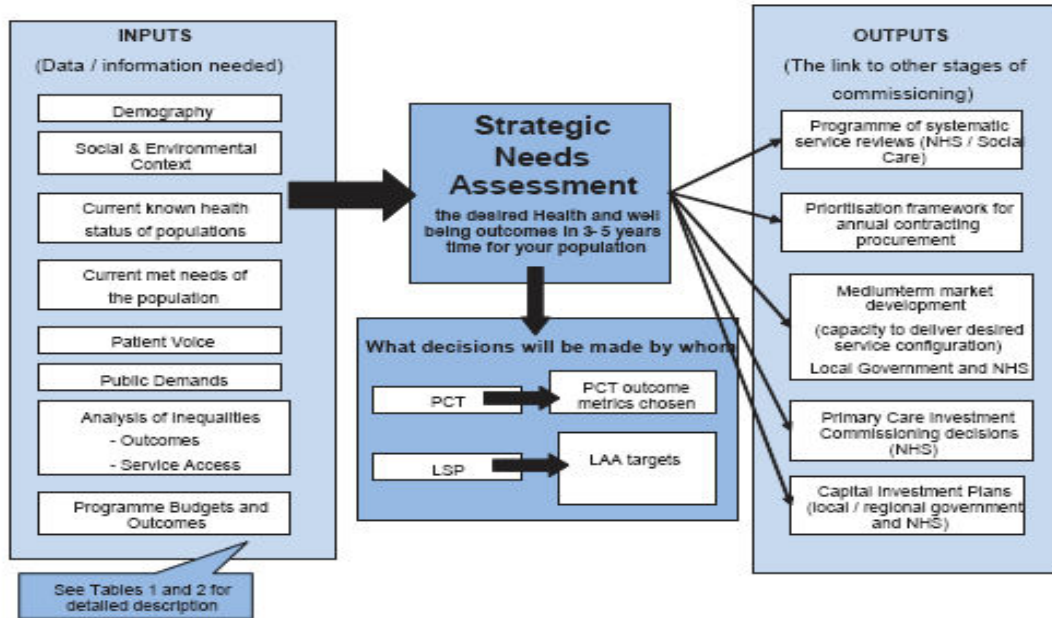 INPUTS
(Data / information needed)
Demography
Social & Environmental
Context
Current known health
status of populations
Current met needs of
the population
Patient Voice
Public Demands
Analysis of Inequalities
- Outcomes
- Service Access
Programme Budgets and
Outcomes
See Tables 1 and 2 for
detailed description
Strategic
Needs
Assessment
the desired Health and well
being outcomes in 3- 5 years
time for your population
What decisions will be made by whom
PCT
PCT outcome
metrics chosen
LSP
LAA targets
OUTPUTS
(The link to other stages of
commissioning)
Programme of systematic
service reviews (NHS / Social
Care)
Prioritisation framework for
annual contracting
procurement
Medium-term market
development
(capacity to deliver desired
service configuration)
Local Government and NHS
Primary Care Investment
Commissioning decisions
(NHS)
Capital Investment Plans
(local / regional government
and NHS)